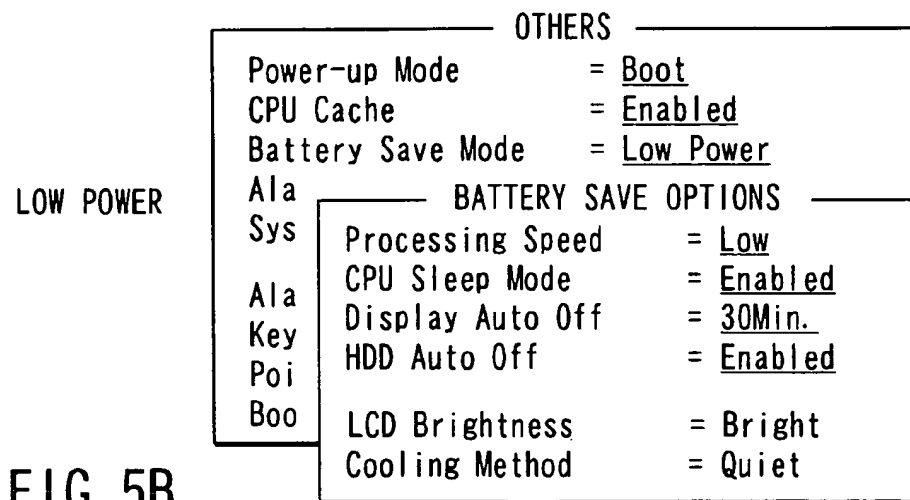 OTHERS
Power-up Mode = Boot
CPU Cache = Enabled
Battery Save Mode = Low Power
LOW POWER
Ala
Sys
Ala
Key
Poi
Boo
BATTERY SAVE OPTIONS
Processing Speed = Low
CPU Sleep Mode = Enabled
Display Auto Off = 30Min.
HDD Auto Off = Enabled
LCD Brightness = Bright
Cooling Method = Quiet
FIG. 5B